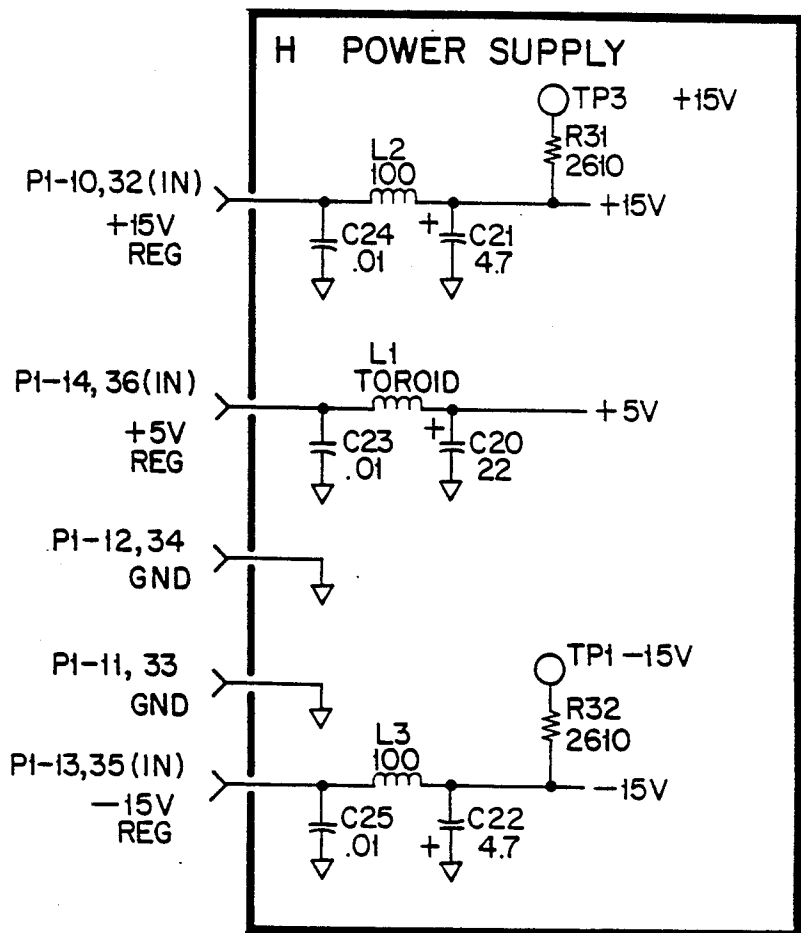 H POWER SUPPLY
TP3 +15V
R31
2610
L2
100
P1-10,32(IN)
+15V
REG
+15V
C24
.01
+
C21
4.7
L1
TOROID
P1-14,36(IN)
+5V
REG
+5V
C23
.01
+
C20
22
P1-12,34
GND
P1-11,33
GND
TP1 -15V
R32
2610
L3
100
P1-13,35(IN)
-15V
REG
-15V
C25
.01
+
C22
4.7